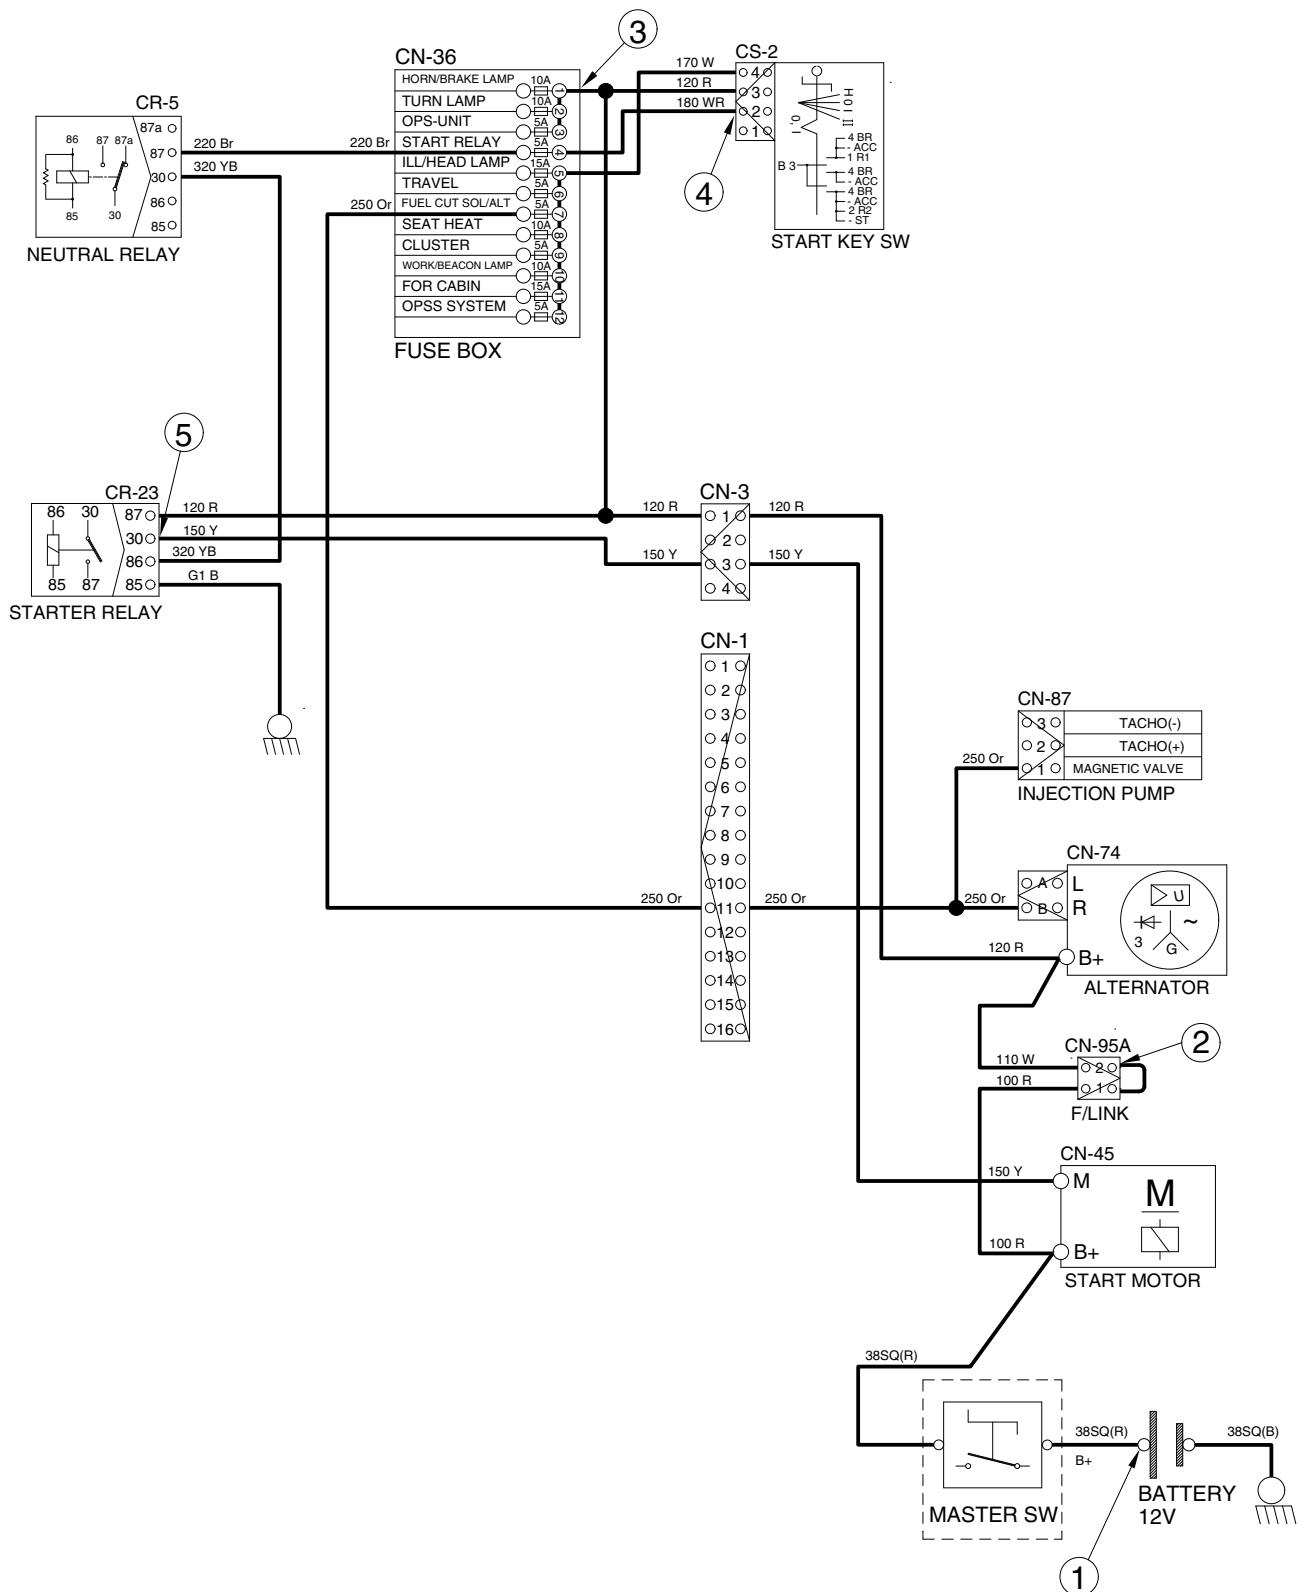 3
CN-36
CS-2
CR-5
HORN/BRAKE LAMP 10A 1
TURN LAMP 10A 2
OPS-UNIT 5A 3
START RELAY 5A 4
ILL/HEAD LAMP 15A 5
TRAVEL 5A 6
FUEL CUT SOL/ALT 5A 7
SEAT HEAT 10A 8
CLUSTER 5A 9
WORK/BEACON LAMP 10A 10
FOR CABIN 15A 11
OPSS SYSTEM 5A 12
FUSE BOX
170 W
120 R
180 WR
4
3
2
1
H O I II
0, I
B 3
4 BR
- ACC
1 R1
4 BR
- ACC
4 BR
- ACC
2 R2
- ST
START KEY SW
4
86 87 87a
85 30
87a
87
30
86
85
220 Br
220 Br
320 YB
250 Or
NEUTRAL RELAY
5
CR-23
86 30
85 87
87
30
86
85
120 R
150 Y
320 YB
G1 B
STARTER RELAY
CN-3
120 R 1 120 R
2
150 Y 3 150 Y
4
CN-1
1
2
3
4
5
6
7
8
9
10
250 Or 11 250 Or
12
13
14
15
16
CN-87
3 TACHO(-)
2 TACHO(+)
250 Or 1 MAGNETIC VALVE
INJECTION PUMP
CN-74
A L
250 Or B R
U
3 G ~
120 R
B+
ALTERNATOR
CN-95A
2
110 W 2
100 R 1
F/LINK
CN-45
150 Y M
M
100 R B+
START MOTOR
38SQ(R)
38SQ(R)
B+
38SQ(B)
MASTER SW
BATTERY
12V
1